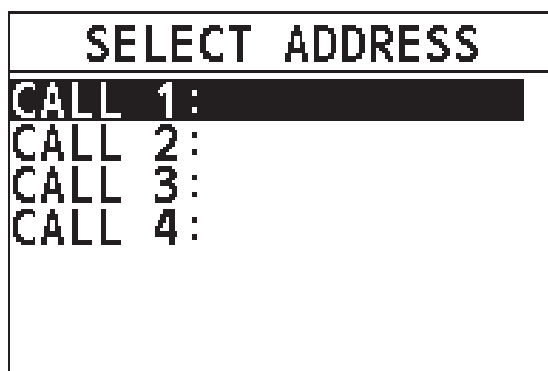 SELECT ADDRESS
CALL 1:
CALL 2:
CALL 3:
CALL 4: